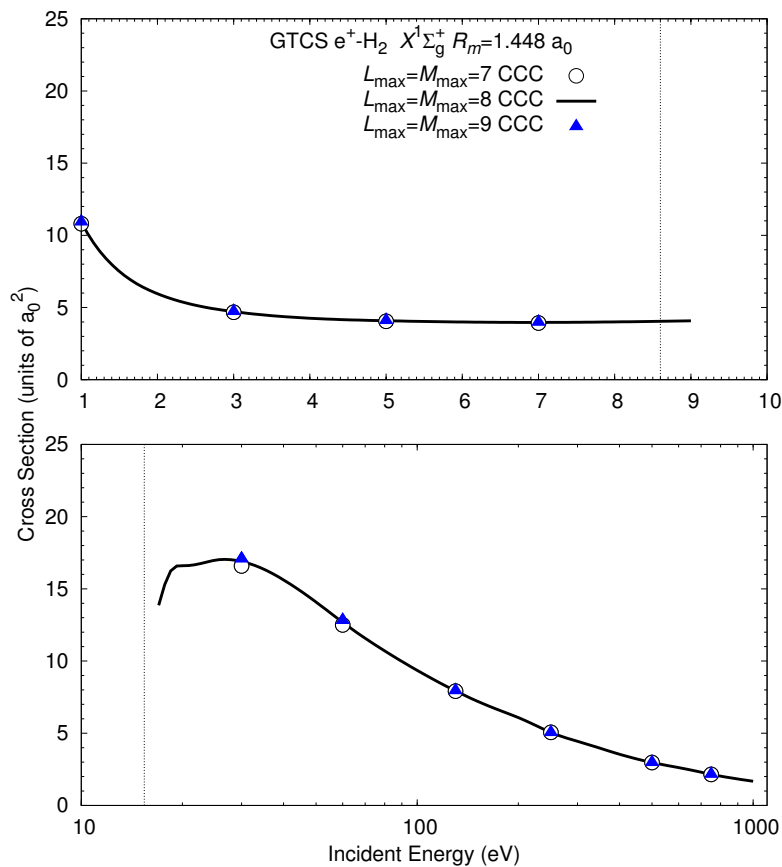 GTCS e⁺-H₂ X¹Σg⁺ Rₘ=1.448 a₀
Lₘₐₓ=Mₘₐₓ=7 CCC
Lₘₐₓ=Mₘₐₓ=8 CCC
Lₘₐₓ=Mₘₐₓ=9 CCC
25
20
15
10
5
0
1 2 3 4 5 6 7 8 9 10
Cross Section (units of a₀²)
25
20
15
10
5
0
10 100 1000
Incident Energy (eV)